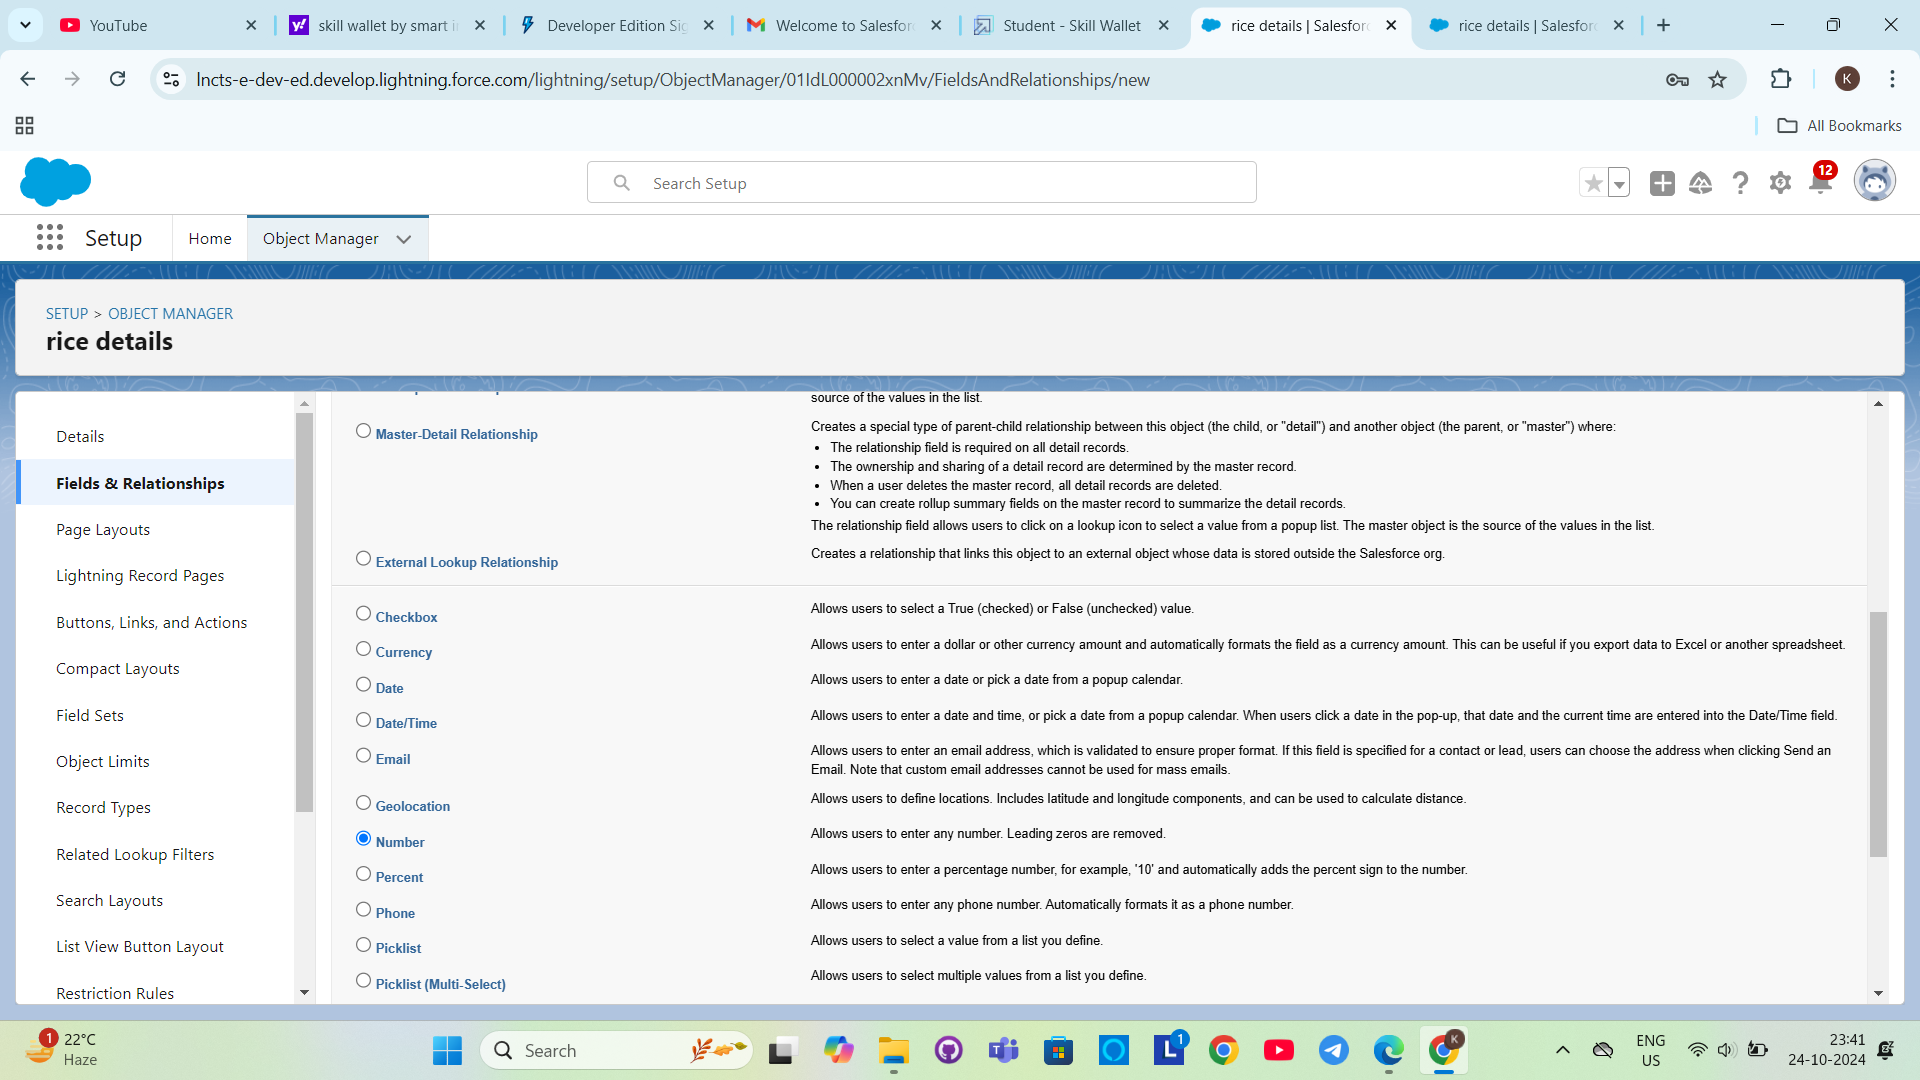 YouTube
skill wallet by smart in
Developer Edition Sig
Welcome to Salesfor
Student - Skill Wallet
rice details | Salesforc
rice details | Salesforc
lncts-e-dev-ed.develop.lightning.force.com/lightning/setup/ObjectManager/01IdL000002xnMv/FieldsAndRelationships/new
K
All Bookmarks
Search Setup
12
Setup
Home
Object Manager
SETUP > OBJECT MANAGER
rice details
Details
Fields & Relationships
Page Layouts
Lightning Record Pages
Buttons, Links, and Actions
Compact Layouts
Field Sets
Object Limits
Record Types
Related Lookup Filters
Search Layouts
List View Button Layout
Restriction Rules
source of the values in the list.
Master-Detail Relationship
Creates a special type of parent-child relationship between this object (the child, or "detail") and another object (the parent, or "master") where:
• The relationship field is required on all detail records.
• The ownership and sharing of a detail record are determined by the master record.
• When a user deletes the master record, all detail records are deleted.
• You can create rollup summary fields on the master record to summarize the detail records.
The relationship field allows users to click on a lookup icon to select a value from a popup list. The master object is the source of the values in the list.
External Lookup Relationship
Creates a relationship that links this object to an external object whose data is stored outside the Salesforce org.
Checkbox
Allows users to select a True (checked) or False (unchecked) value.
Currency
Allows users to enter a dollar or other currency amount and automatically formats the field as a currency amount. This can be useful if you export data to Excel or another spreadsheet.
Date
Allows users to enter a date or pick a date from a popup calendar.
Date/Time
Allows users to enter a date and time, or pick a date from a popup calendar. When users click a date in the pop-up, that date and the current time are entered into the Date/Time field.
Email
Allows users to enter an email address, which is validated to ensure proper format. If this field is specified for a contact or lead, users can choose the address when clicking Send an
Email. Note that custom email addresses cannot be used for mass emails.
Geolocation
Allows users to define locations. Includes latitude and longitude components, and can be used to calculate distance.
Number
Allows users to enter any number. Leading zeros are removed.
Percent
Allows users to enter a percentage number, for example, '10' and automatically adds the percent sign to the number.
Phone
Allows users to enter any phone number. Automatically formats it as a phone number.
Picklist
Allows users to select a value from a list you define.
Picklist (Multi-Select)
Allows users to select multiple values from a list you define.
1
22°C
Haze
Search
1
K
ENG
US
23:41
24-10-2024